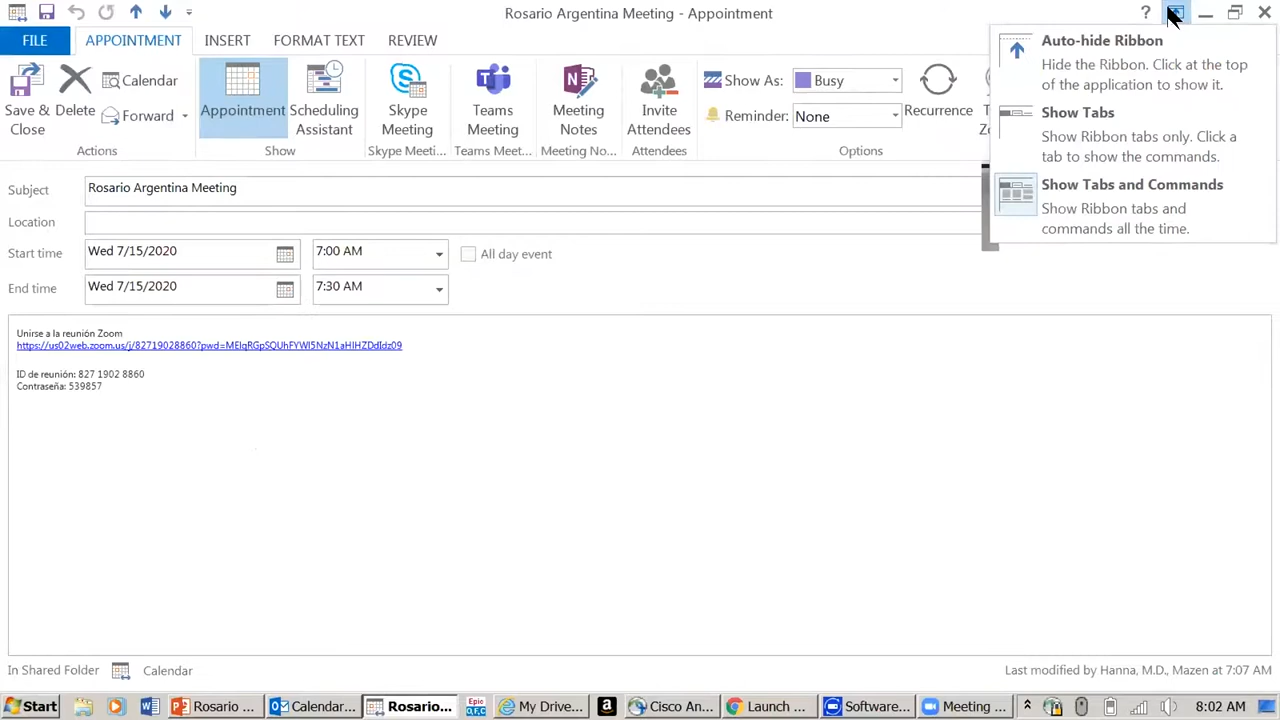 Rosario Argentina Meeting - Appointment
?
FILE
APPOINTMENT
INSERT
FORMAT TEXT
REVIEW
Save & Close
Delete
Calendar
Forward
Actions
Appointment
Scheduling Assistant
Show
Skype Meeting
Skype Meeti...
Teams Meeting
Teams Meet...
Meeting Notes
Meeting No...
Invite Attendees
Attendees
Show As: Busy
Reminder: None
Recurrence
Options
Auto-hide Ribbon
Hide the Ribbon. Click at the top
of the application to show it.
Show Tabs
Show Ribbon tabs only. Click a
tab to show the commands.
Show Tabs and Commands
Show Ribbon tabs and
commands all the time.
Subject Rosario Argentina Meeting
Location
Start time Wed 7/15/2020 7:00 AM All day event
End time Wed 7/15/2020 7:30 AM
Unirse a la reunión Zoom
ID de reunión: 827 1902 8860
Contraseña: 539857
In Shared Folder Calendar
Last modified by Hanna, M.D., Mazen at 7:07 AM
Start
Rosario ...
Calendar...
Rosario...
Epic
My Drive...
Cisco An...
Launch ...
Software...
Meeting ...
8:02 AM